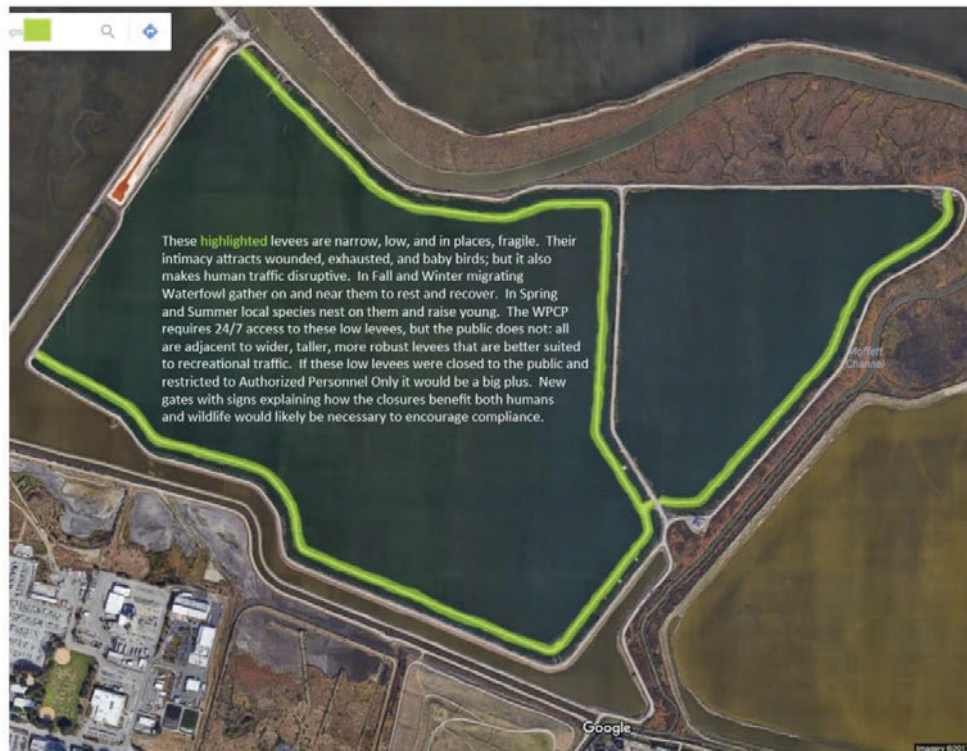 These highlighted levees are narrow, low, and in places, fragile. Their
intimacy attracts wounded, exhausted, and baby birds; but it also
makes human traffic disruptive. In Fall and Winter migrating
Waterfowl gather on and near them to rest and recover. In Spring
and Summer local species nest on them and raise young. The WPCP
requires 24/7 access to these low levees, but the public does not: all
are adjacent to wider, taller, more robust levees that are better suited
to recreational traffic. If these low levees were closed to the public and
restricted to Authorized Personnel Only it would be a big plus. New
gates with signs explaining how the closures benefit both humans
and wildlife would likely be necessary to encourage compliance.
Moffett
Channel
Google